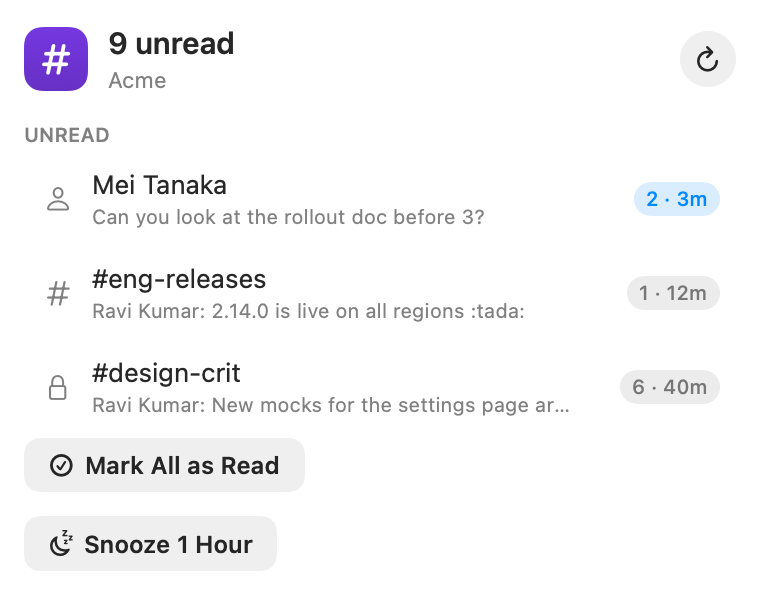 9 unread
Acme
UNREAD
Mei Tanaka
Can you look at the rollout doc before 3?
2 · 3m
#eng-releases
Ravi Kumar: 2.14.0 is live on all regions :tada:
1 · 12m
#design-crit
Ravi Kumar: New mocks for the settings page ar…
6 · 40m
Mark All as Read
Snooze 1 Hour